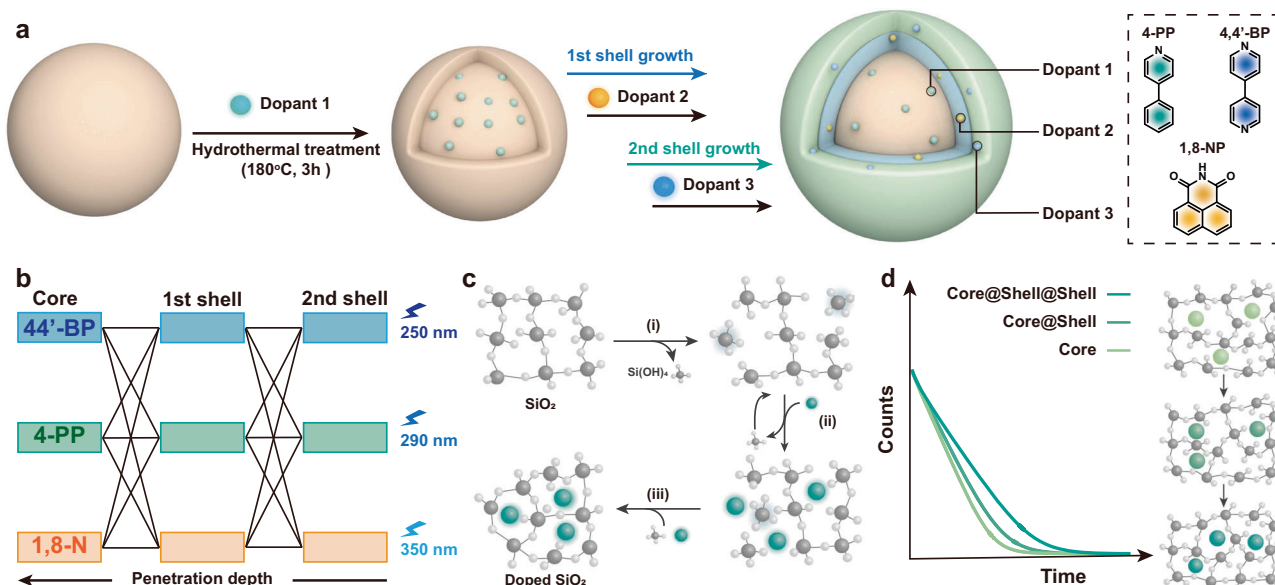 a
Dopant 1
Hydrothermal treatment
(180°C, 3h )
1st shell growth
Dopant 2
2nd shell growth
Dopant 3
Dopant 1
Dopant 2
Dopant 3
4-PP
4,4'-BP
N
N
N
1,8-NP
H
O
N
O
b
Core
1st shell
2nd shell
44'-BP
250 nm
4-PP
290 nm
1,8-N
350 nm
Penetration depth
c
(i)
Si(OH)₄
SiO₂
(ii)
(iii)
Doped SiO₂
d
Core@Shell@Shell
Core@Shell
Core
Counts
Time